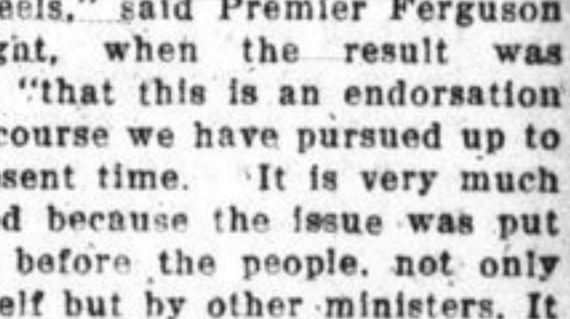 eels," said Premier Ferguson
ght, when the result was
"that this is an endorsation
course we have pursued up to
sent time. It is very much
d because the issue was put
before the people, not only
elf but by other ministers. It